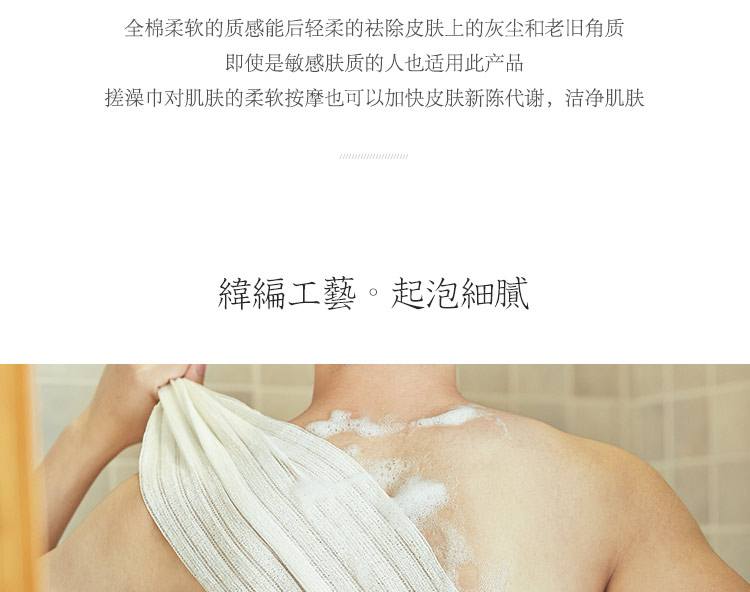 全棉柔软的质感能后轻柔的祛除皮肤上的灰尘和老旧角质
即使是敏感肤质的人也适用此产品
搓澡巾对肌肤的柔软按摩也可以加快皮肤新陈代谢，洁净肌肤
緯編工藝。起泡細膩